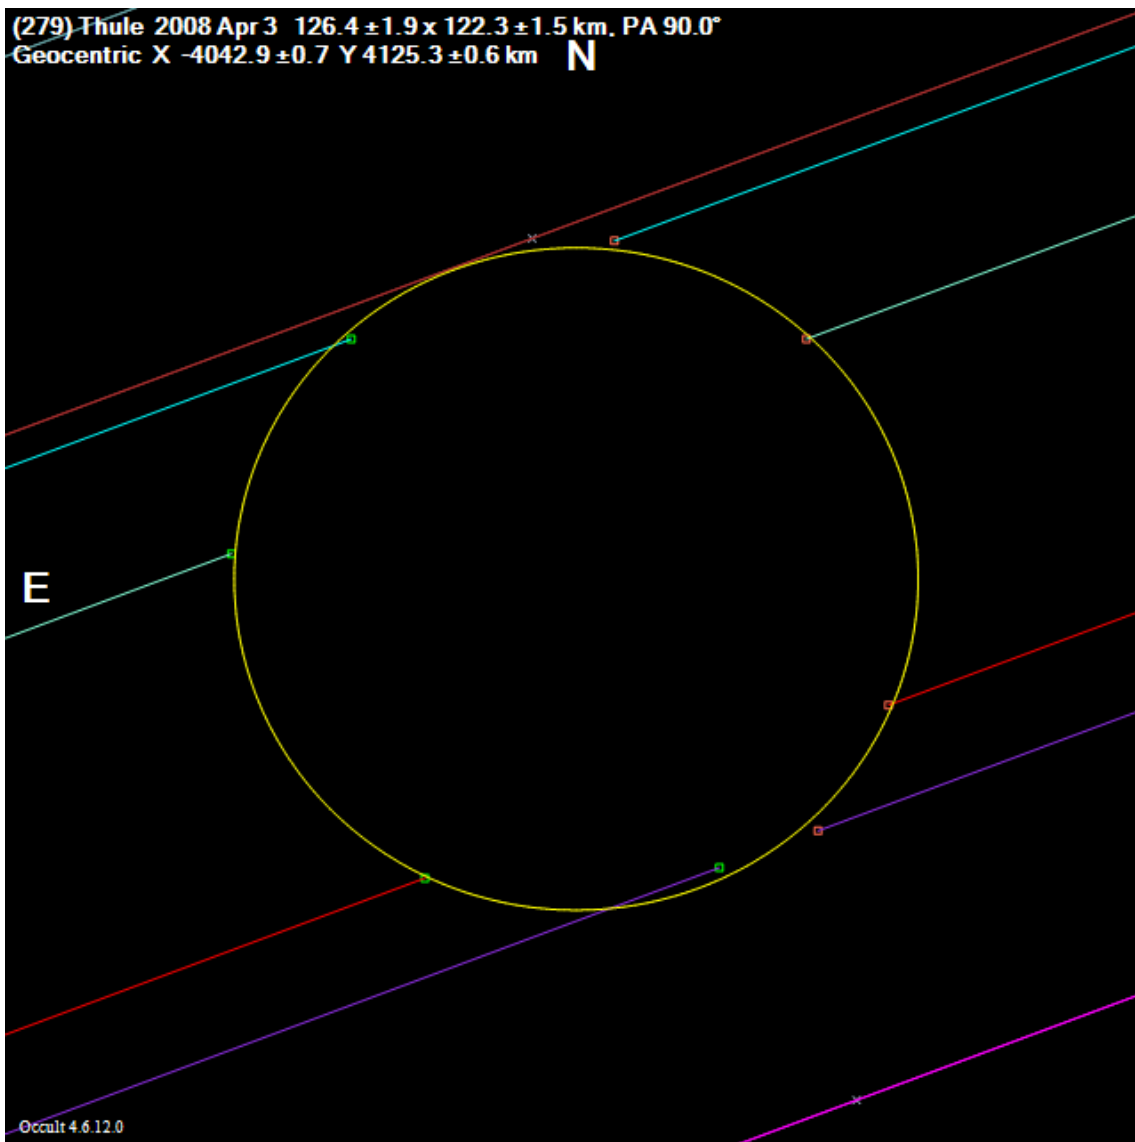 (279) Thule 2008 Apr 3 126.4 ±1.9 x 122.3 ±1.5 km, PA 90.0°
Geocentric X -4042.9 ±0.7 Y 4125.3 ±0.6 km
N
E
Occult 4.6.12.0